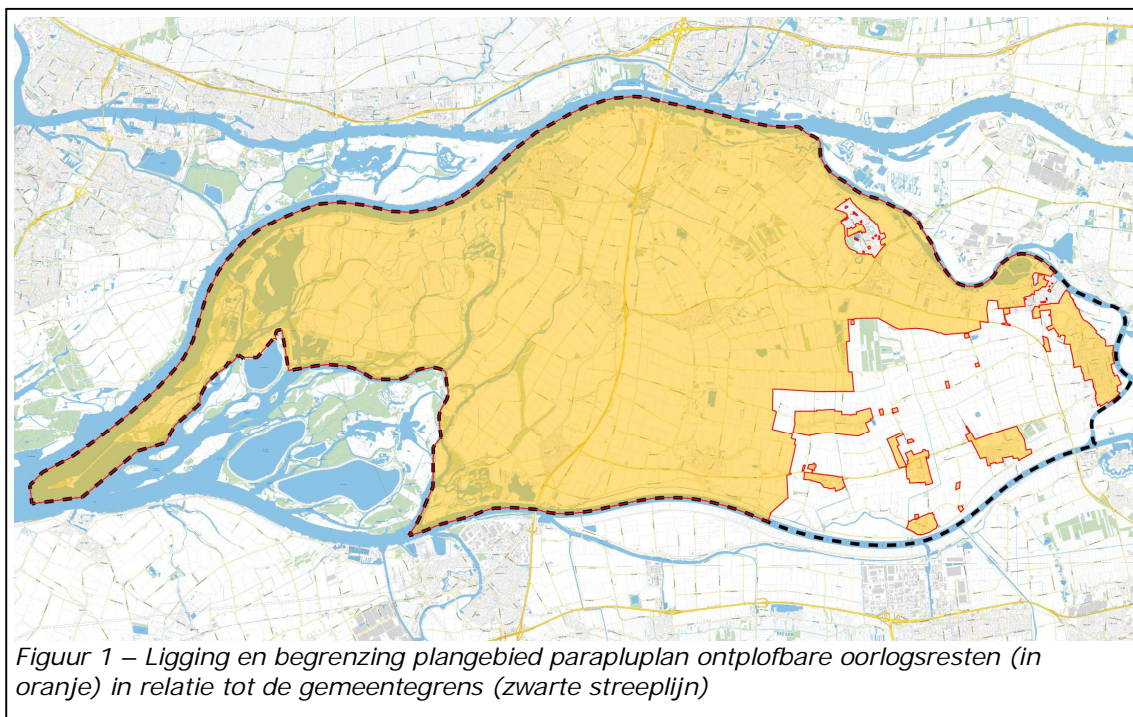 Figuur 1 – Ligging en begrenzing plangebied parapluplan ontplofbare oorlogsresten (in
oranje) in relatie tot de gemeentegrens (zwarte streeplijn)